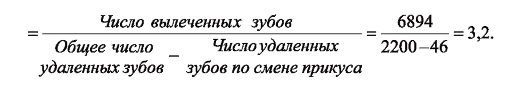 = Число вылеченных зубов / (Общее число удаленных зубов − Число удаленных зубов по смене прикуса) = 6894 / (2200−46) = 3,2.